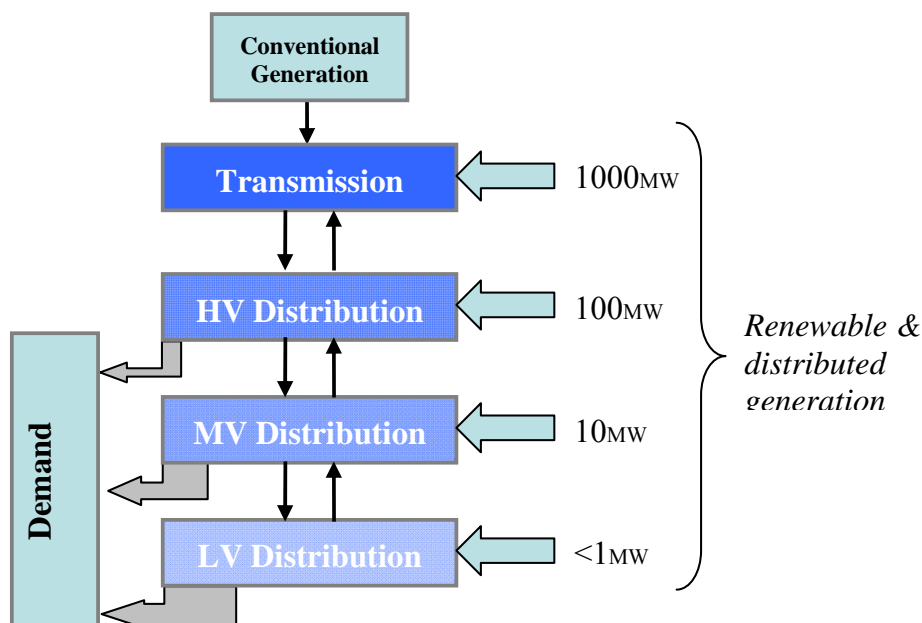 Conventional
Generation
Transmission
1000MW
HV Distribution
100MW
Renewable &
distributed
generation
MV Distribution
10MW
Demand
LV Distribution
<1MW